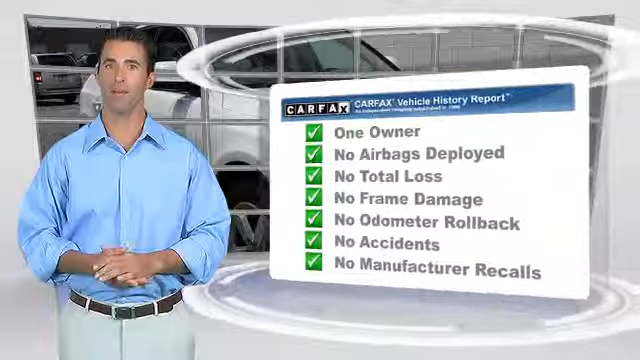 CARFAX CARFAX Vehicle History Report™
One Owner
No Airbags Deployed
No Total Loss
No Frame Damage
No Odometer Rollback
No Accidents
No Manufacturer Recalls